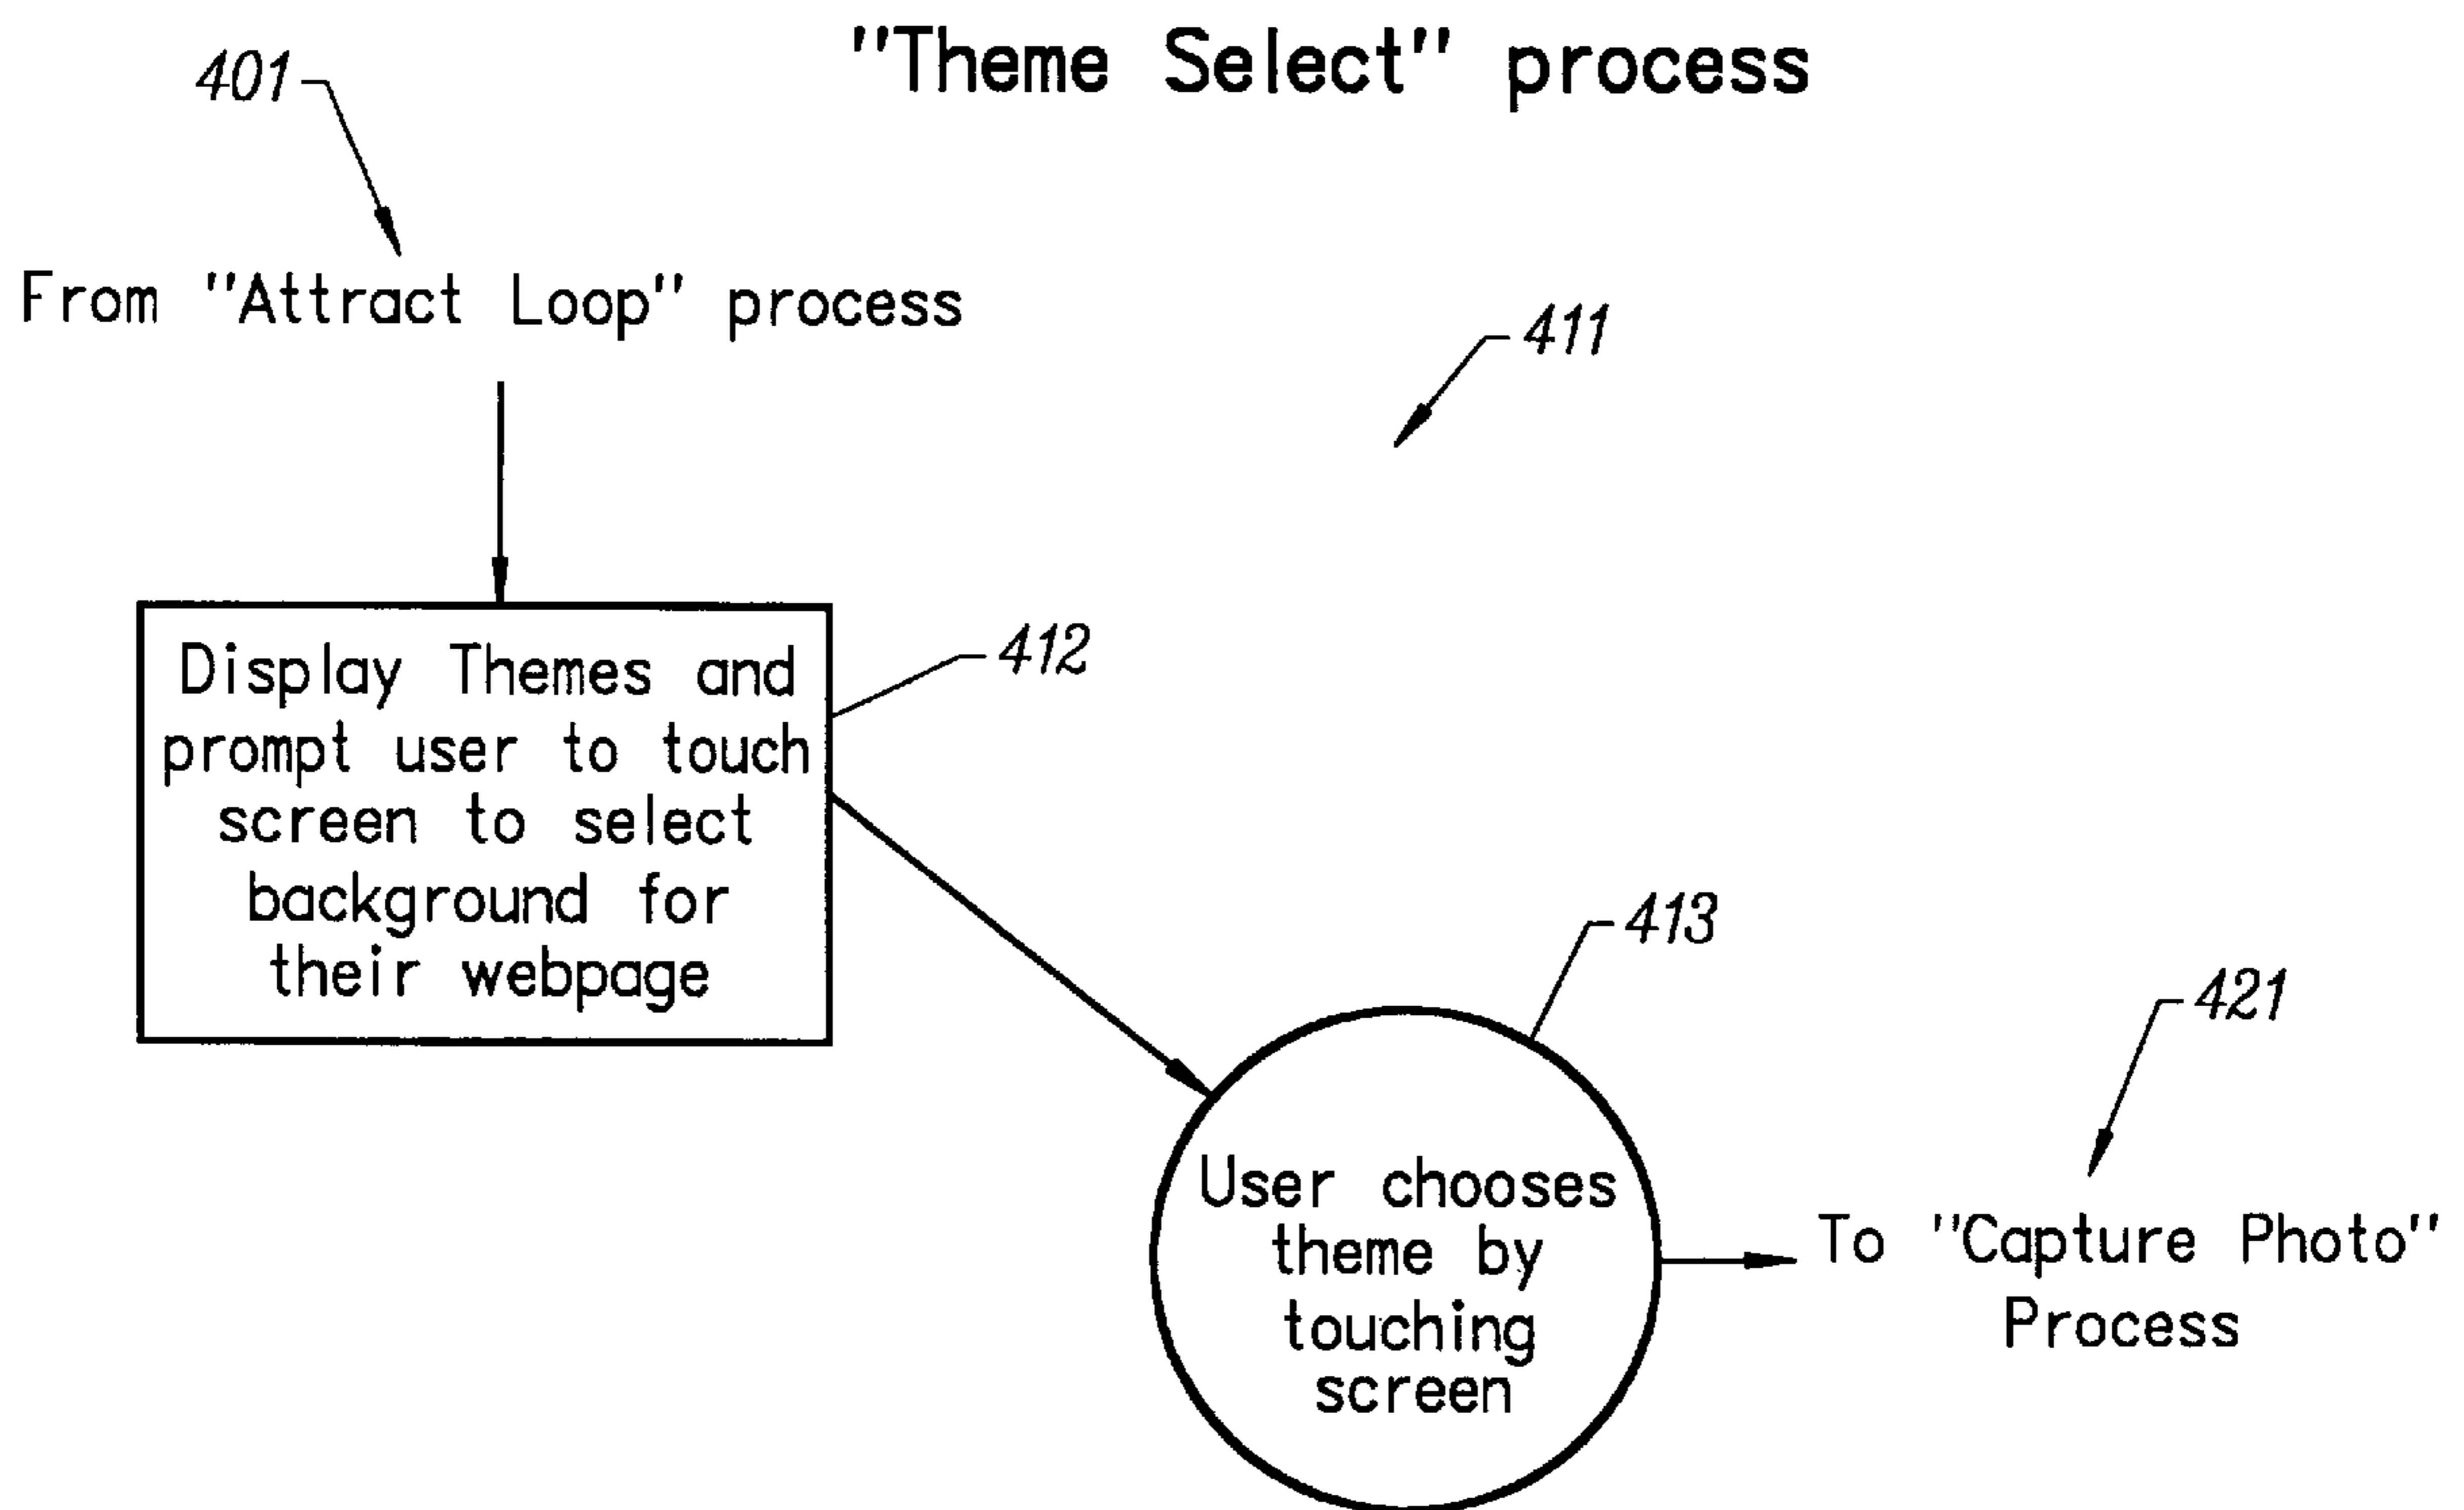 "Theme Select" process
401
From "Attract Loop" process
411
Display Themes and
prompt user to touch
screen to select
background for
their webpage
412
413
421
User chooses
theme by
touching
screen
To "Capture Photo"
Process